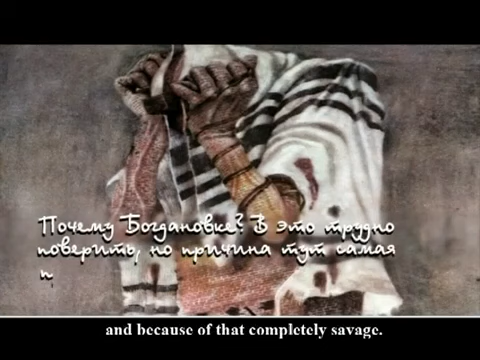 Почему Богдановке? В это трудно
поверить, но причина тут самая
п
and because of that completely savage.